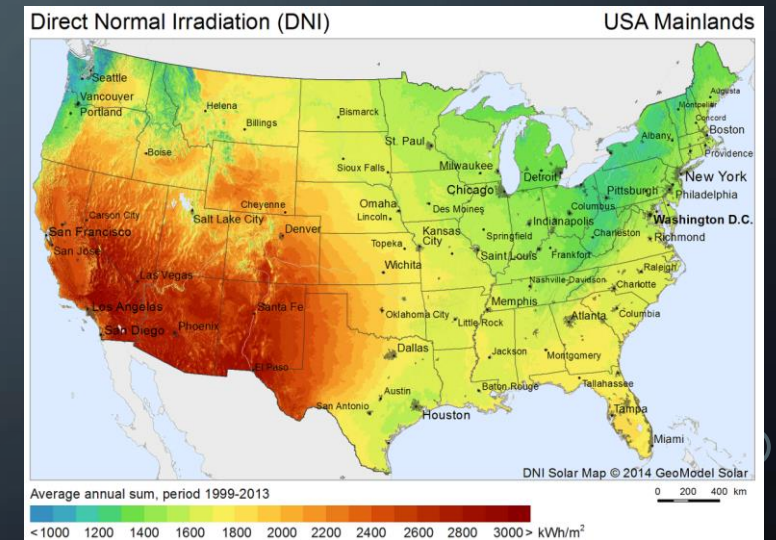 Direct Normal Irradiation (DNI) USA Mainlands
Seattle
Vancouver
Portland
Helena
Billings
Bismarck
Augusta
Montpelier
Concord
Albany
Boston
Providence
Boise
St. Paul
Sioux Falls
Milwaukee
Detroit
New York
Chicago
Cheyenne
Omaha
Des Moines
Lincoln
Pittsburgh
Philadelphia
Columbus
Carson City
Salt Lake City
Denver
Indianapolis
Washington D.C.
San Francisco
San Jose
Topeka
Kansas
City
Springfield
Saint Louis
Frankfort
Charleston
Richmond
Las Vegas
Wichita
Raleigh
Nashville-Davidson
Charlotte
Los Angeles
Santa Fe
Oklahoma City
Memphis
Little Rock
Atlanta
Columbia
San Diego
Phoenix
Dallas
Jackson
Montgomery
El Paso
Austin
Baton Rouge
Tallahassee
San Antonio
Houston
Tampa
Miami
DNI Solar Map © 2014 GeoModel Solar
Average annual sum, period 1999-2013
0 200 400 km
<1000 1200 1400 1600 1800 2000 2200 2400 2600 2800 3000> kWh/m²